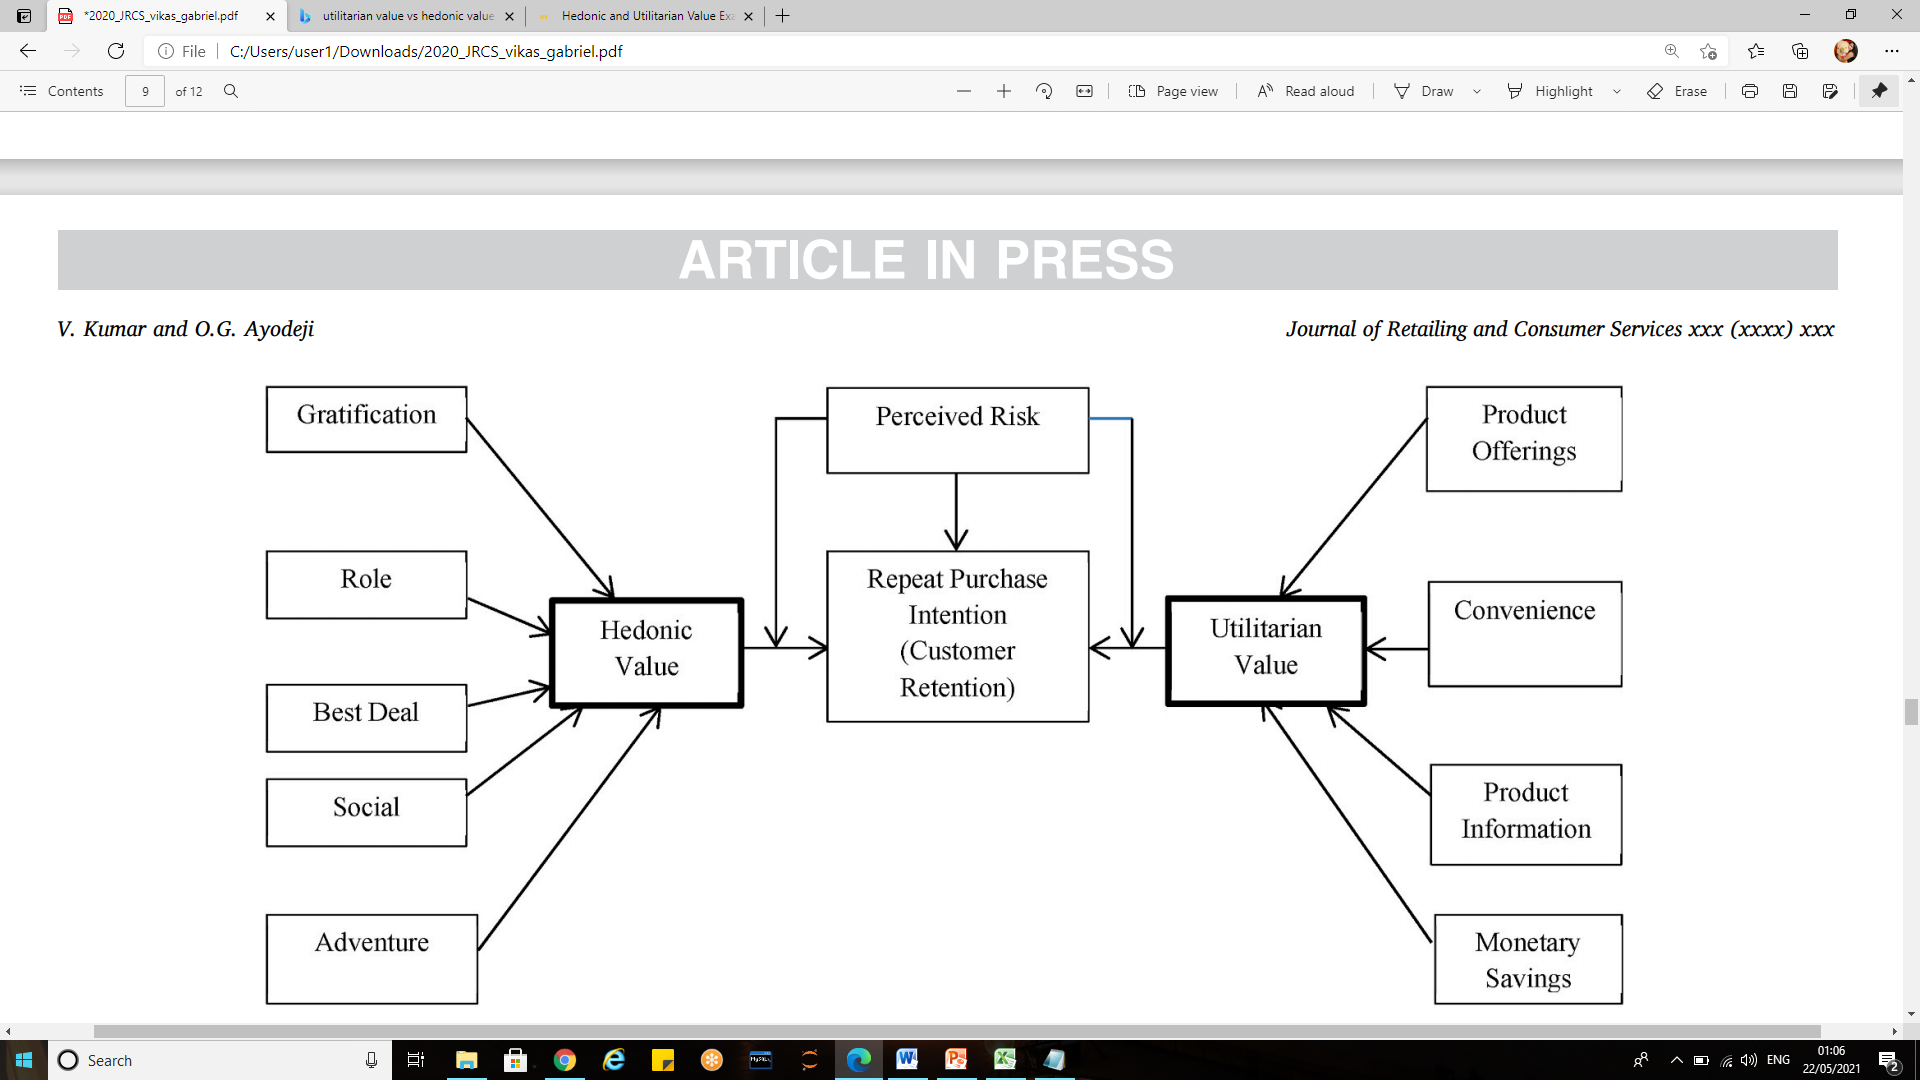 *2020_JRCS_vikas_gabriel.pdf
utilitarian value vs hedonic value
Hedonic and Utilitarian Value Exa
File
C:/Users/user1/Downloads/2020_JRCS_vikas_gabriel.pdf
Contents
9
of 12
Page view
Read aloud
Draw
Highlight
Erase
ARTICLE IN PRESS
V. Kumar and O.G. Ayodeji
Journal of Retailing and Consumer Services xxx (xxxx) xxx
Gratification
Role
Best Deal
Social
Adventure
Hedonic
Value
Perceived Risk
Repeat Purchase
Intention
(Customer
Retention)
Utilitarian
Value
Product
Offerings
Convenience
Product
Information
Monetary
Savings
Search
ENG
01:06
22/05/2021
2